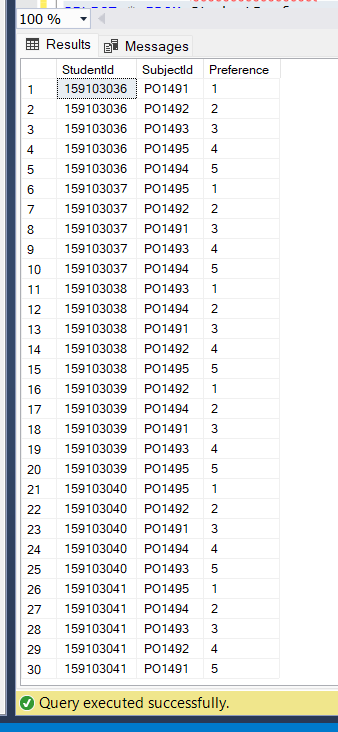 100 %
Results Messages
StudentId SubjectId Preference
1 159103036 PO1491 1
2 159103036 PO1492 2
3 159103036 PO1493 3
4 159103036 PO1495 4
5 159103036 PO1494 5
6 159103037 PO1495 1
7 159103037 PO1492 2
8 159103037 PO1491 3
9 159103037 PO1493 4
10 159103037 PO1494 5
11 159103038 PO1493 1
12 159103038 PO1494 2
13 159103038 PO1491 3
14 159103038 PO1492 4
15 159103038 PO1495 5
16 159103039 PO1492 1
17 159103039 PO1494 2
18 159103039 PO1491 3
19 159103039 PO1493 4
20 159103039 PO1495 5
21 159103040 PO1495 1
22 159103040 PO1492 2
23 159103040 PO1491 3
24 159103040 PO1494 4
25 159103040 PO1493 5
26 159103041 PO1495 1
27 159103041 PO1494 2
28 159103041 PO1493 3
29 159103041 PO1492 4
30 159103041 PO1491 5
Query executed successfully.